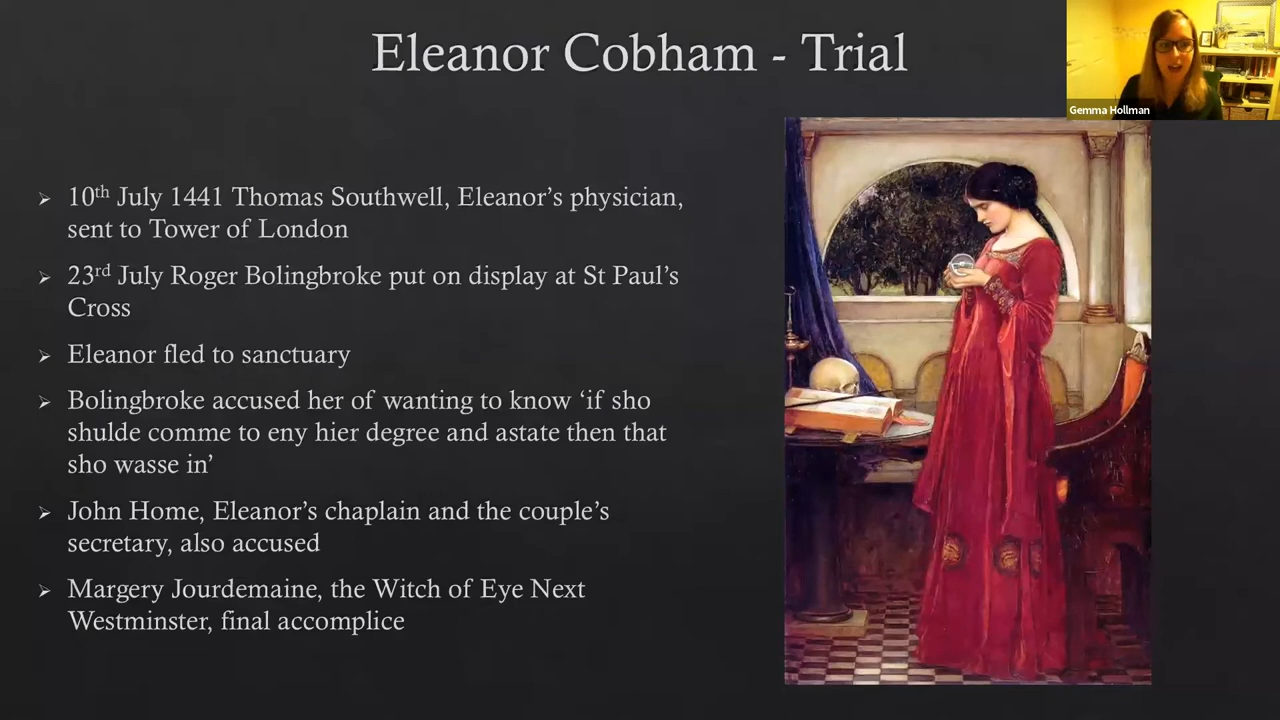 Eleanor Cobham - Trial
Gemma Hollman
10th July 1441 Thomas Southwell, Eleanor’s physician,
sent to Tower of London
23rd July Roger Bolingbroke put on display at St Paul’s
Cross
Eleanor fled to sanctuary
Bolingbroke accused her of wanting to know ‘if sho
shulde comme to eny hier degree and astate then that
sho wasse in’
John Home, Eleanor’s chaplain and the couple’s
secretary, also accused
Margery Jourdemaine, the Witch of Eye Next
Westminster, final accomplice